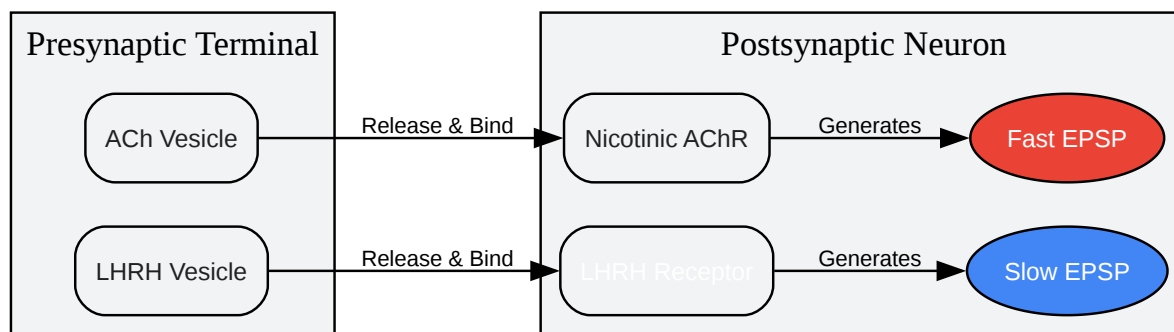 Presynaptic Terminal
Postsynaptic Neuron
ACh Vesicle
Release & Bind
Nicotinic AChR
Generates
Fast EPSP
LHRH Vesicle
Release & Bind
LHRH Receptor
Generates
Slow EPSP